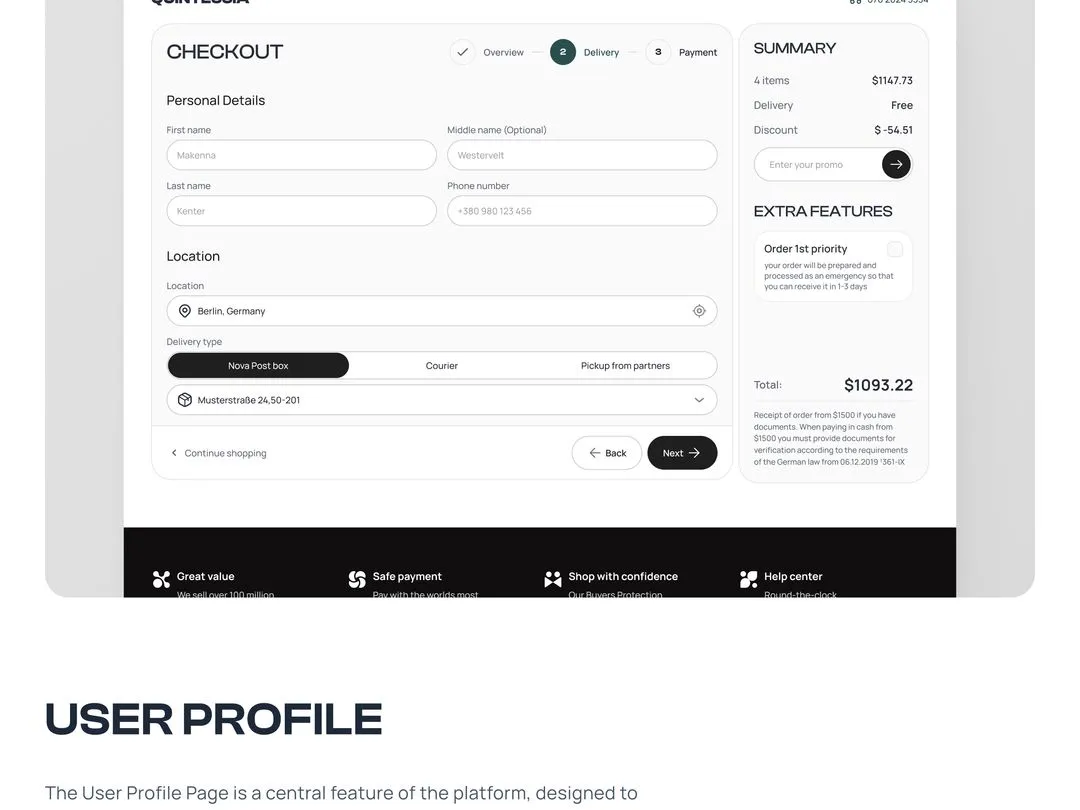 QUINTESSIA
CHECKOUT
Overview
2
Delivery
3
Payment
Personal Details
First name
Makenna
Middle name (Optional)
Westervelt
Last name
Kenter
Phone number
+380 980 123 456
Location
Location
Berlin, Germany
Delivery type
Nova Post box
Courier
Pickup from partners
Musterstraße 24,50-201
Continue shopping
Back
Next
SUMMARY
4 items
$1147.73
Delivery
Free
Discount
$ -54.51
Enter your promo
EXTRA FEATURES
Order 1st priority
your order will be prepared and
processed as an emergency so that
you can receive it in 1-3 days
Total:
$1093.22
Receipt of order from $1500 if you have
documents. When paying in cash from
$1500 you must provide documents for
verification according to the requirements
of the German law from 06.12.2019 '361-IX
Great value
We sell over 100 million
Safe payment
Pay with the worlds most
Shop with confidence
Our Buyers Protection
Help center
Round-the-clock
USER PROFILE
The User Profile Page is a central feature of the platform, designed to